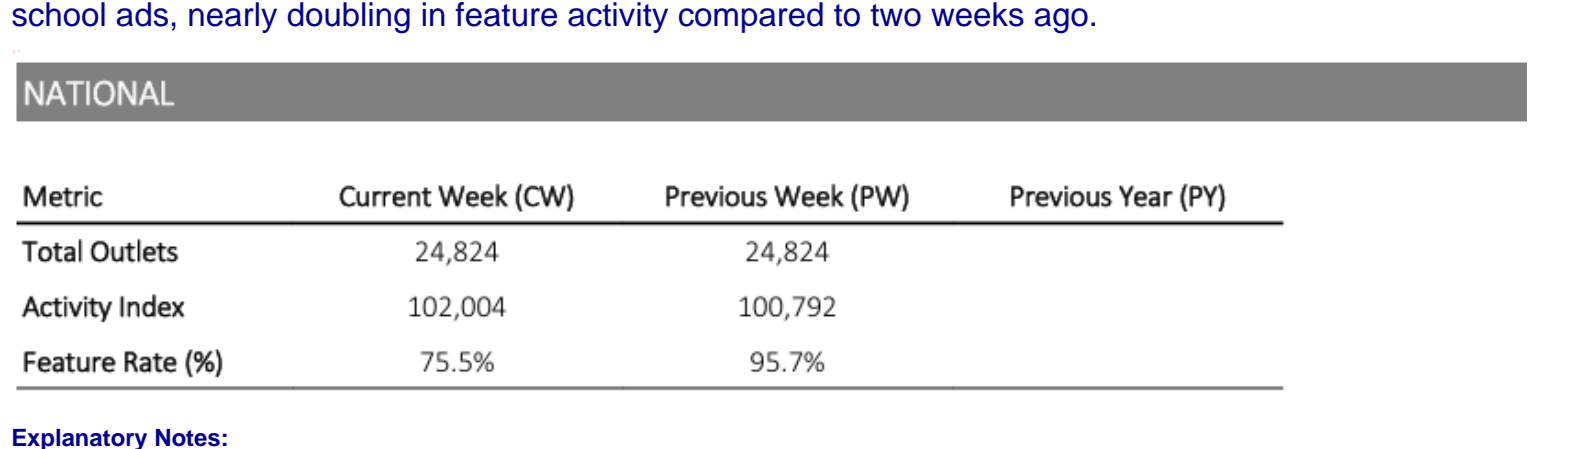 school ads, nearly doubling in feature activity compared to two weeks ago.
NATIONAL
Metric Current Week (CW) Previous Week (PW) Previous Year (PY)
Total Outlets 24,824 24,824
Activity Index 102,004 100,792
Feature Rate (%) 75.5% 95.7%
Explanatory Notes: